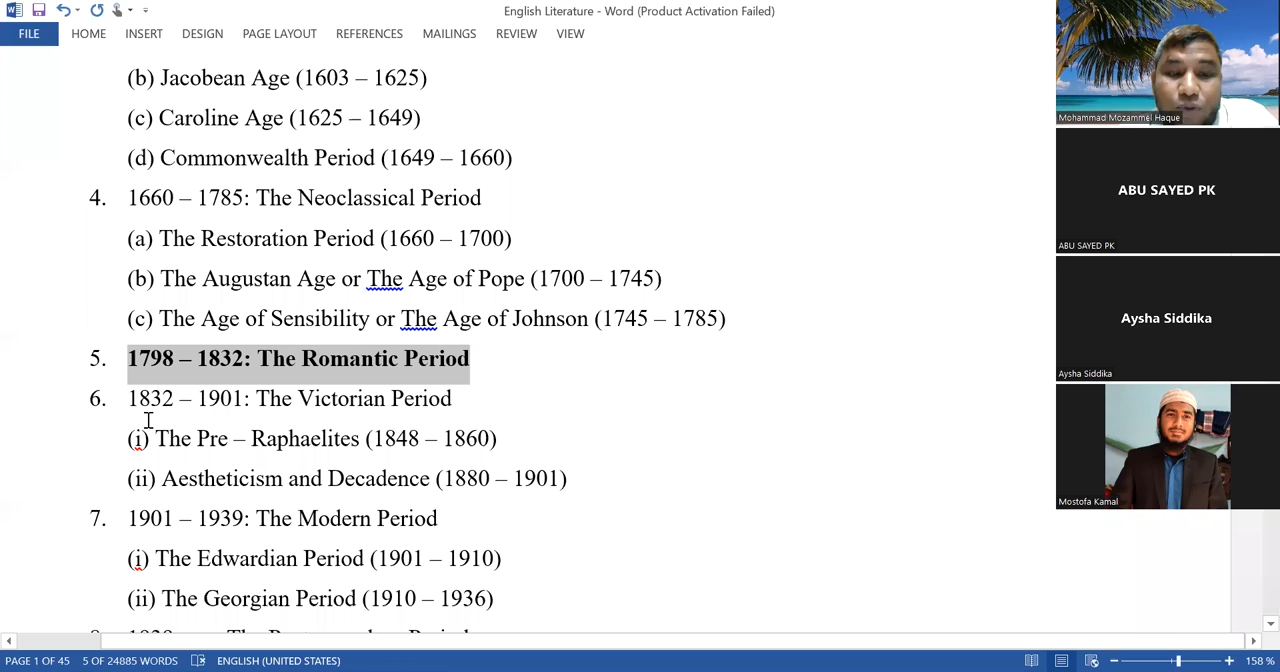 English Literature - Word (Product Activation Failed)
FILE HOME INSERT DESIGN PAGE LAYOUT REFERENCES MAILINGS REVIEW VIEW
(b) Jacobean Age (1603 – 1625)
(c) Caroline Age (1625 – 1649)
(d) Commonwealth Period (1649 – 1660)
4. 1660 – 1785: The Neoclassical Period
(a) The Restoration Period (1660 – 1700)
(b) The Augustan Age or The Age of Pope (1700 – 1745)
(c) The Age of Sensibility or The Age of Johnson (1745 – 1785)
5. 1798 – 1832: The Romantic Period
6. 1832 – 1901: The Victorian Period
(i) The Pre – Raphaelites (1848 – 1860)
(ii) Aestheticism and Decadence (1880 – 1901)
7. 1901 – 1939: The Modern Period
(i) The Edwardian Period (1901 – 1910)
(ii) The Georgian Period (1910 – 1936)
Mohammad Mozammel Haque
ABU SAYED PK
ABU SAYED PK
Aysha Siddika
Aysha Siddika
Mostofa Kamal
PAGE 1 OF 45 5 OF 24885 WORDS ENGLISH (UNITED STATES) 158 %